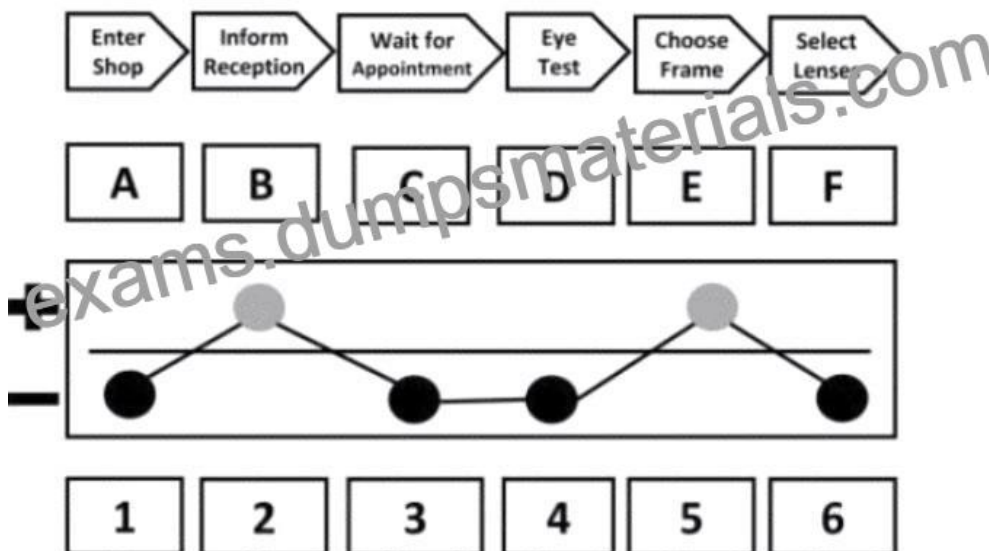 Enter
Shop
Inform
Reception
Wait for
Appointment
Eye
Test
Choose
Frame
Select
Lenses
A
B
C
D
E
F
exams.dumpsmaterials.com
+
-
1
2
3
4
5
6